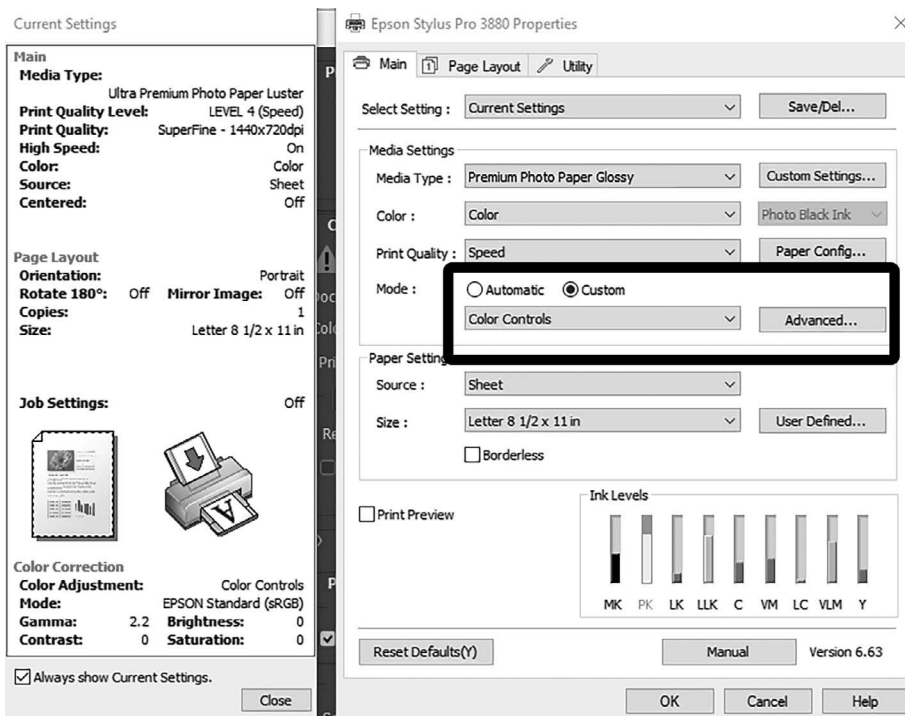 Current Settings
Main
Media Type:
Ultra Premium Photo Paper Luster
Print Quality Level: LEVEL 4 (Speed)
Print Quality: SuperFine - 1440x720dpi
High Speed: On
Color: Color
Source: Sheet
Centered: Off
Page Layout
Orientation: Portrait
Rotate 180°: Off Mirror Image: Off
Copies: 1
Size: Letter 8 1/2 x 11 in
Job Settings: Off
A
Color Correction
Color Adjustment: Color Controls
Mode: EPSON Standard (sRGB)
Gamma: 2.2 Brightness: 0
Contrast: 0 Saturation: 0
Always show Current Settings.
Close
Epson Stylus Pro 3880 Properties
Main Page Layout Utility
Select Setting : Current Settings Save/Del...
Media Settings
Media Type : Premium Photo Paper Glossy Custom Settings...
Color : Color Photo Black Ink
Print Quality : Speed Paper Config...
Mode : Automatic Custom
Color Controls Advanced...
Paper Setting
Source : Sheet
Size : Letter 8 1/2 x 11 in User Defined...
Borderless
Print Preview
Ink Levels
MK PK LK LLK C VM LC VLM Y
Reset Defaults(Y) Manual Version 6.63
OK Cancel Help